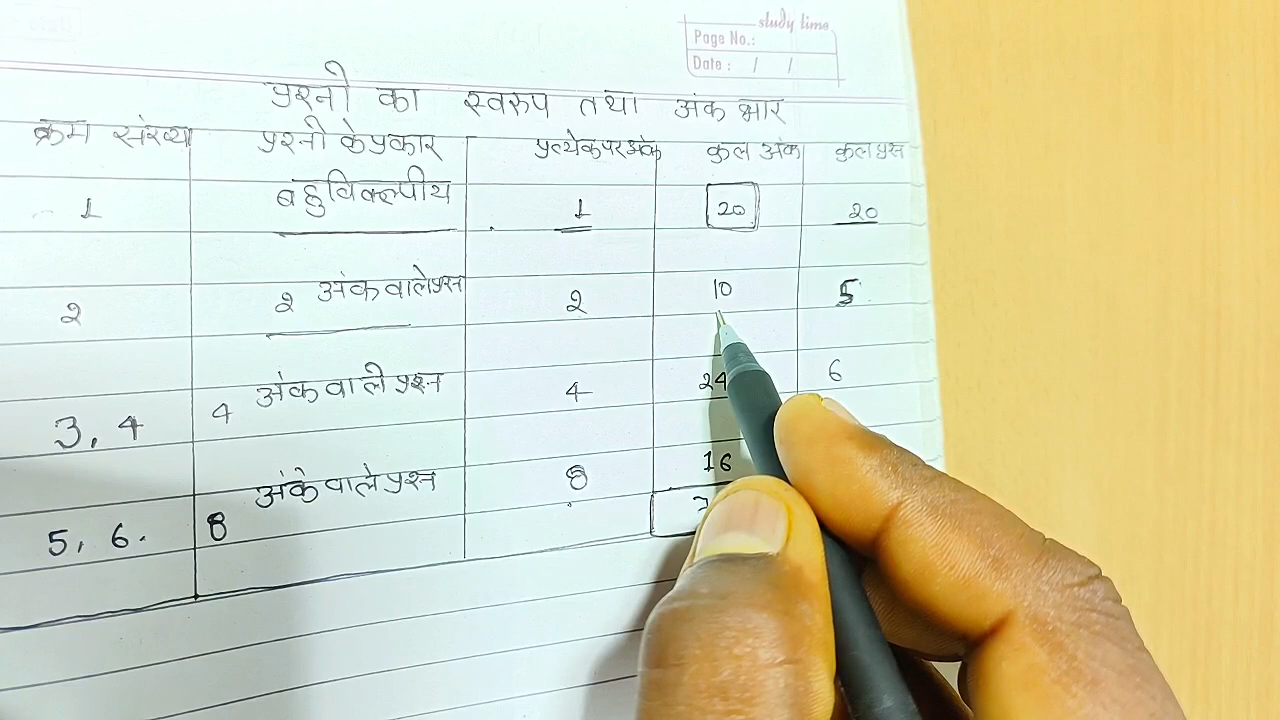 study time
Page No.:
Date : / /
प्रश्नो का स्वरुप तथा अंक भार
क्रम संख्या प्रश्नो के प्रकार प्रत्येक पर अंक कुल अंक कुल प्रश्न
1 बहुविकल्पीय 1 20 20
2 2 अंक वाले प्रश्न 2 10 5
3, 4 4 अंक वाले प्रश्न 4 24 6
5, 6. 8 अंके वाले प्रश्न 8 16